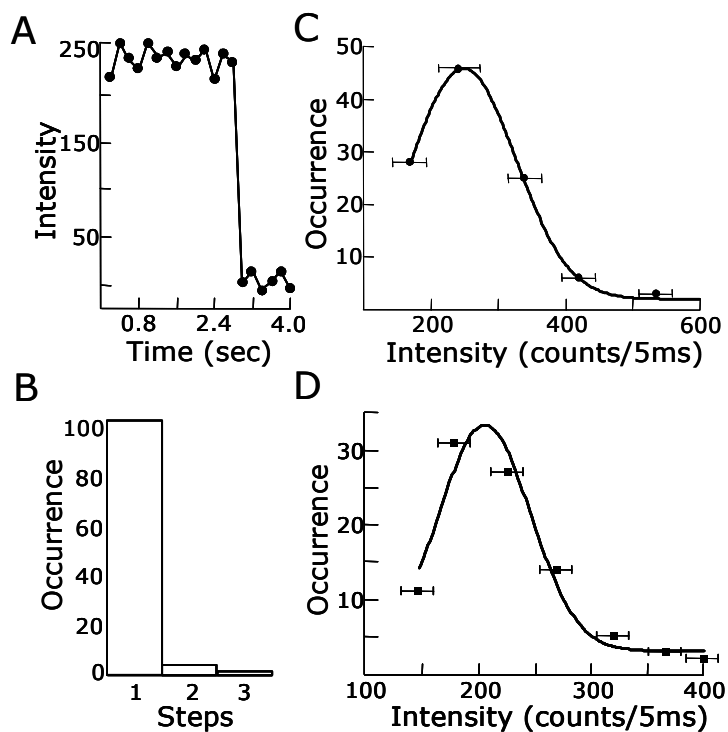 A
250
150
50
Intensity
0.8
2.4
4.0
Time (sec)
B
100
80
60
40
20
0
Occurrence
1
2
3
Steps
C
50
40
30
20
10
Occurrence
200
400
600
Intensity (counts/5ms)
D
30
20
10
Occurrence
100
200
300
400
Intensity (counts/5ms)